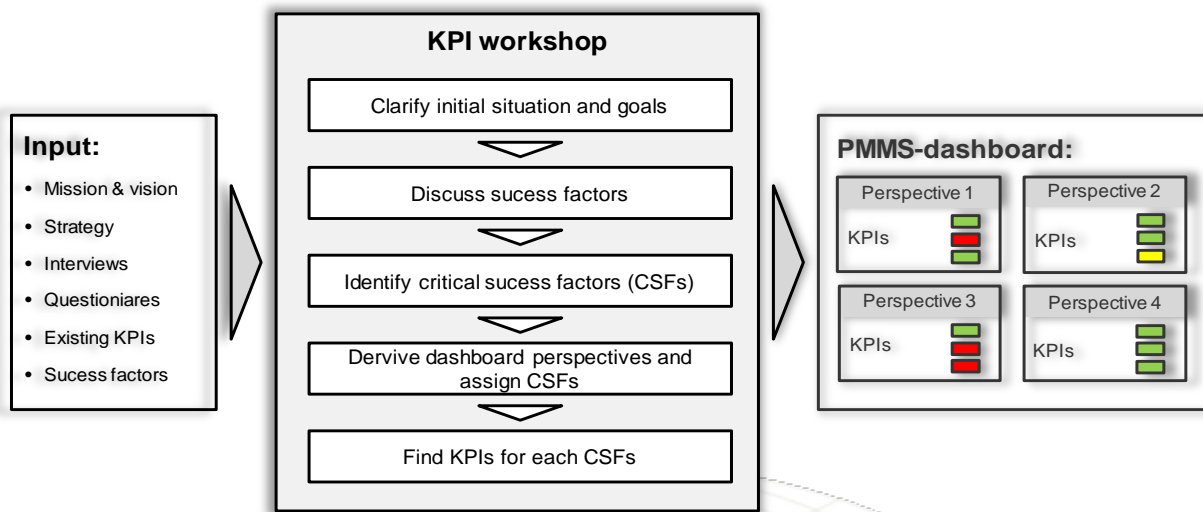 KPI workshop
Clarify initial situation and goals
Discuss sucess factors
Identify critical sucess factors (CSFs)
Dervive dashboard perspectives and
assign CSFs
Find KPIs for each CSFs
Input:
• Mission & vision
• Strategy
• Interviews
• Questioniares
• Existing KPIs
• Sucess factors
PMMS-dashboard:
Perspective 1
KPIs
Perspective 2
KPIs
Perspective 3
KPIs
Perspective 4
KPIs